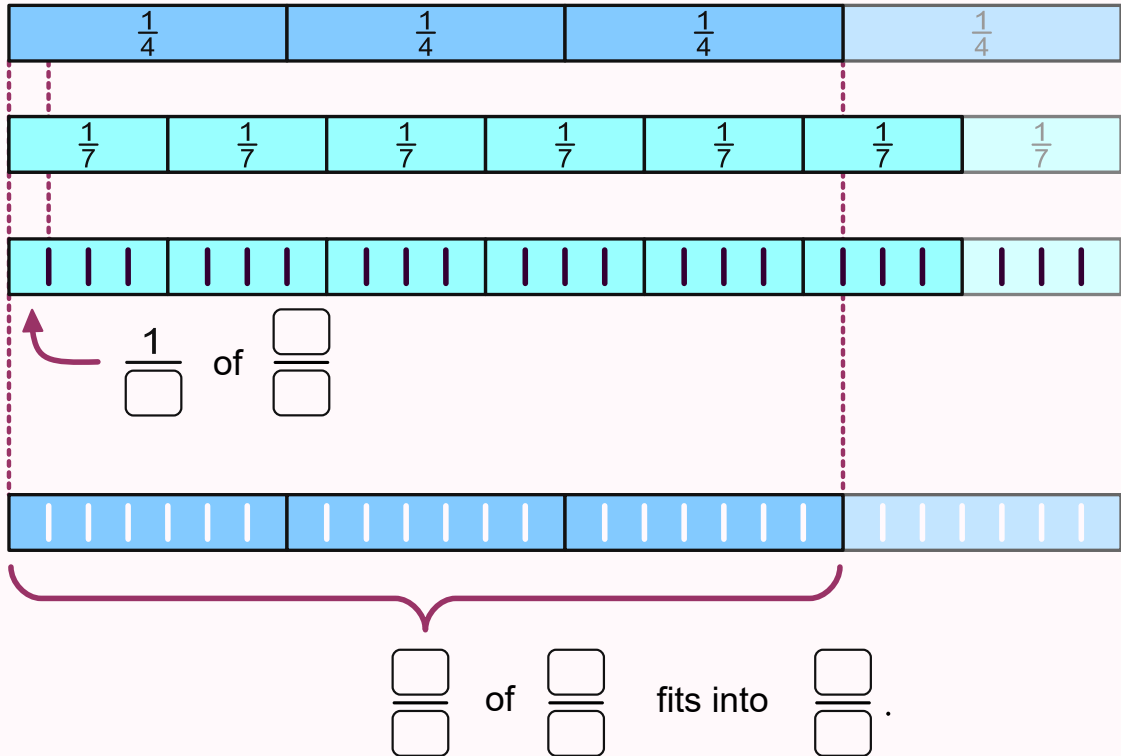 1/4 1/4 1/4 1/4
1/7 1/7 1/7 1/7 1/7 1/7 1/7
1/□ of □/□
□/□ of □/□ fits into □/□.